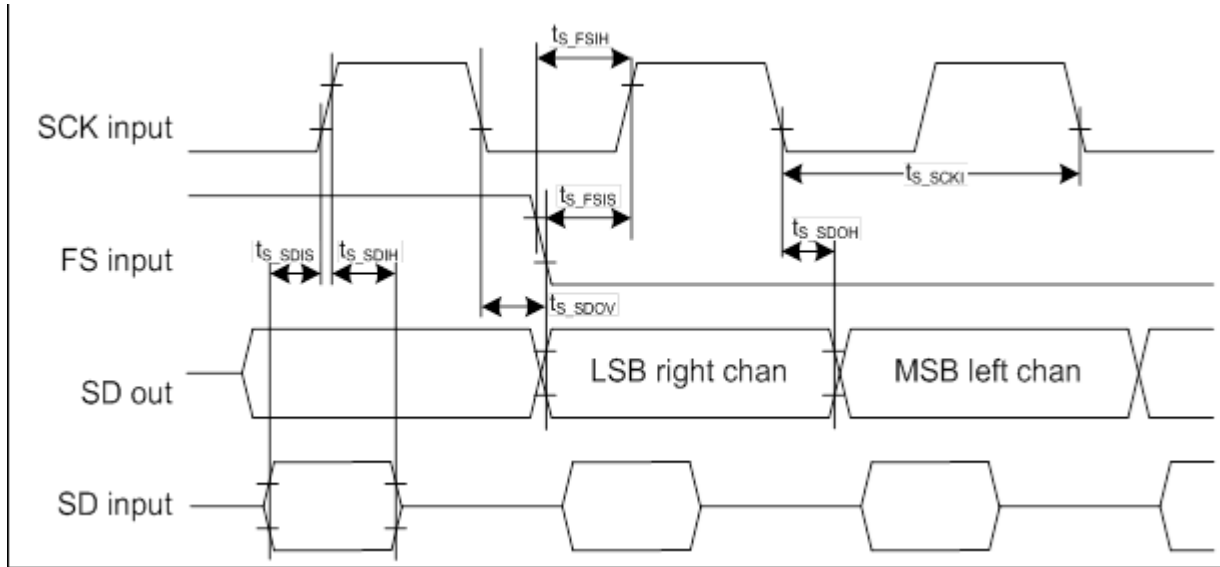 tS_FSIH
SCK input
tS_SCKI
tS_FSIS
tS_SDOH
FS input
tS_SDIS
tS_SDIH
tS_SDOV
SD out
LSB right chan
MSB left chan
SD input